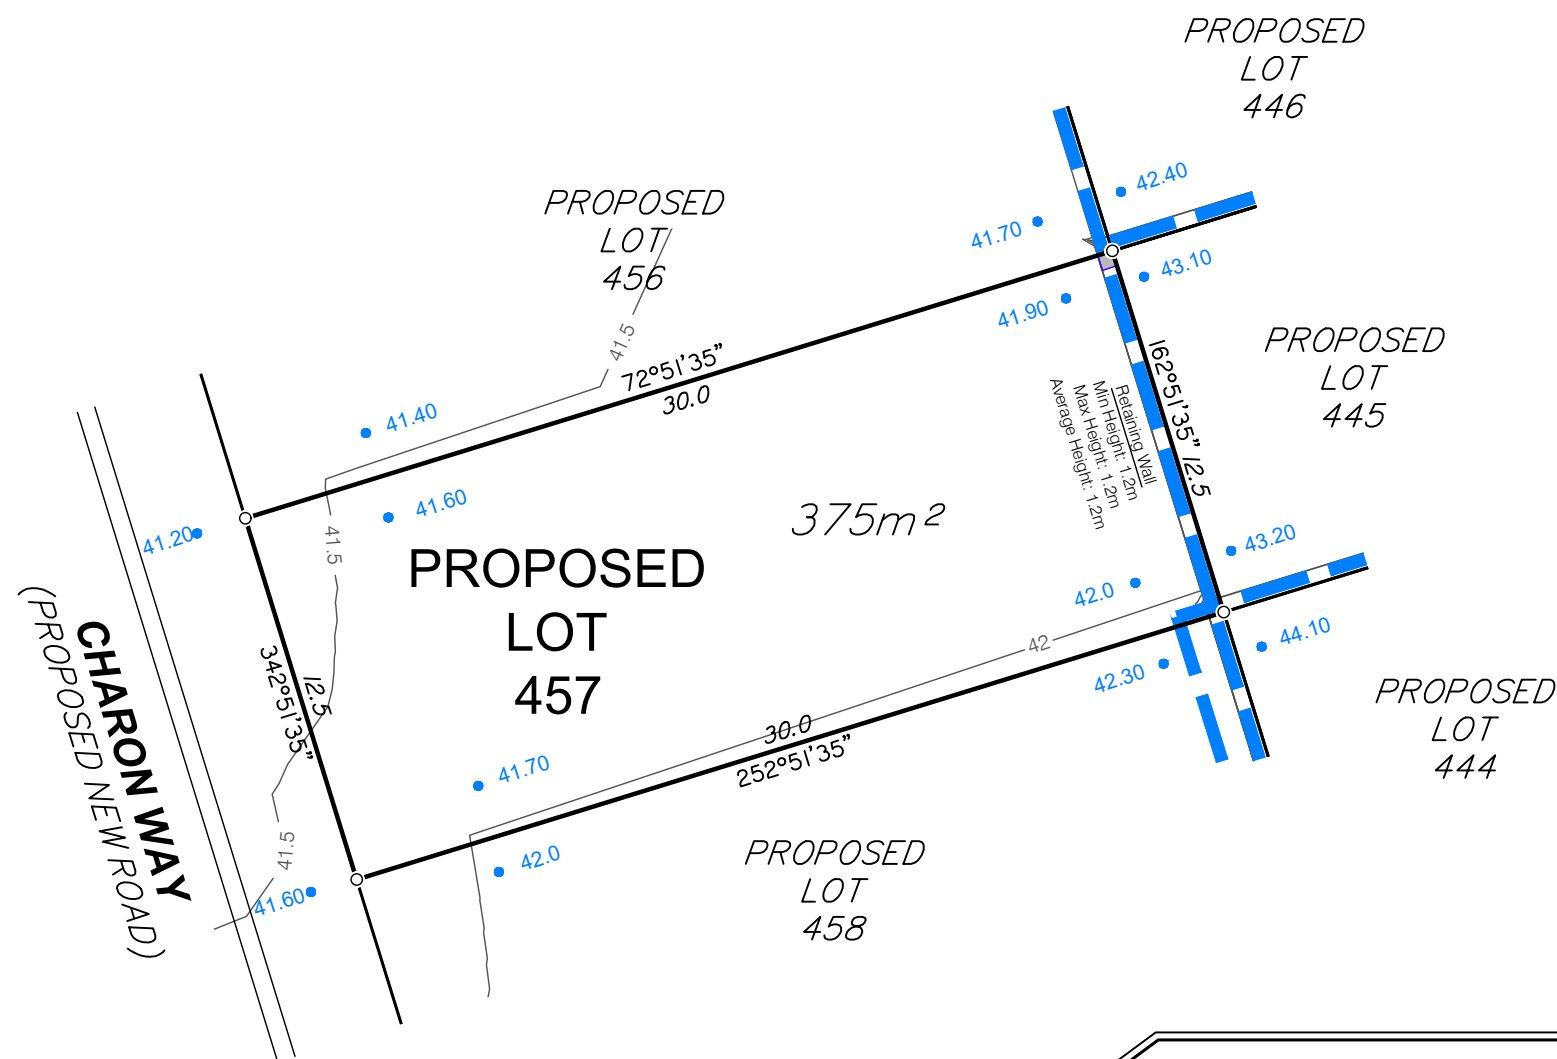 PROPOSED
LOT
446
PROPOSED
LOT
456
42.40
41.70
43.10
41.90
41.5
72°51'35"
30.0
PROPOSED
LOT
445
162°51'35" 12.5
Retaining Wall
Min Height: 1.2m
Max Height: 1.2m
Average Height: 1.2m
41.40
41.60
41.20
41.5
375m²
PROPOSED
LOT
457
43.20
42.0
44.10
42
42.30
CHARON WAY
(PROPOSED NEW ROAD)
342°51'35"
12.5
30.0
252°51'35"
PROPOSED
LOT
444
41.70
42.0
41.5
41.60
PROPOSED
LOT
458